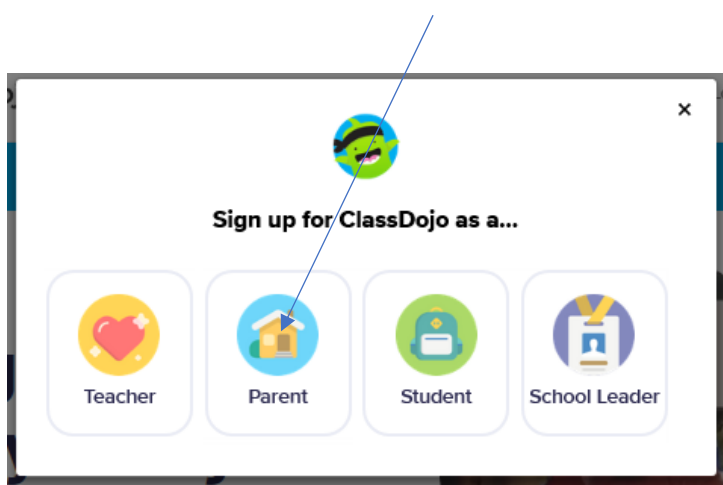 Sign up for ClassDojo as a...
Teacher
Parent
Student
School Leader